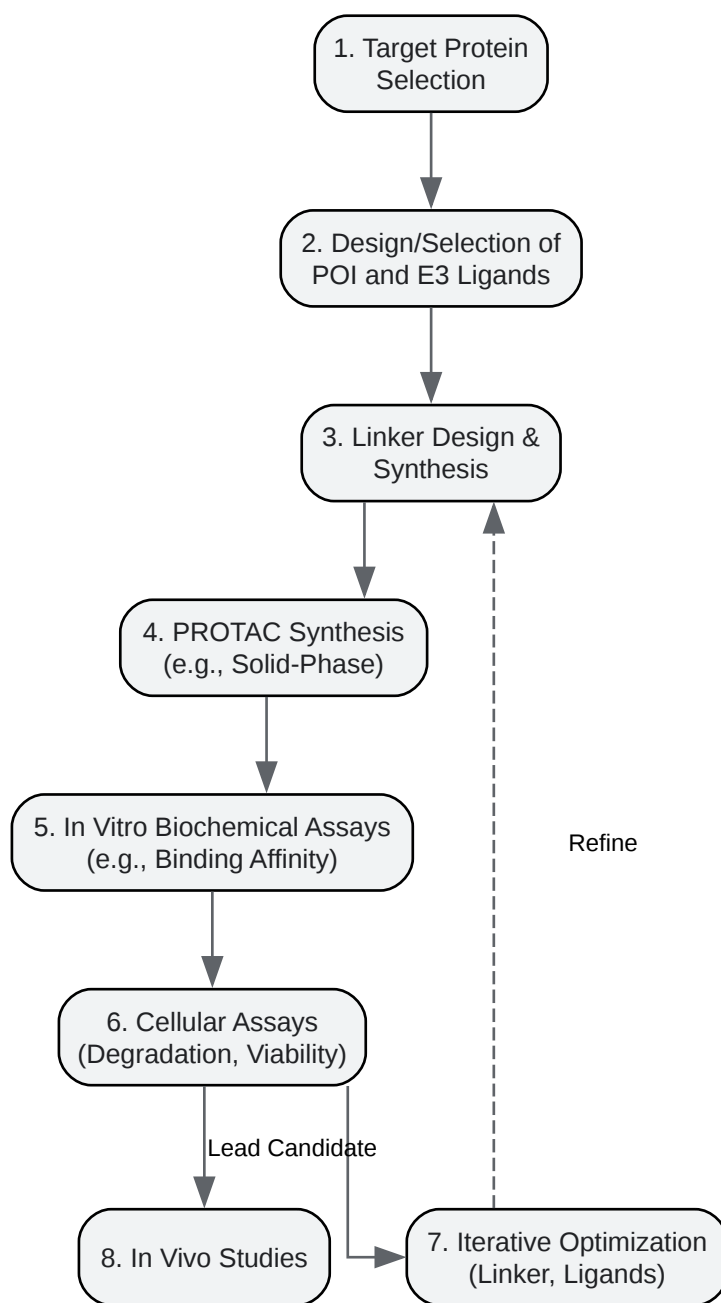 1. Target Protein
Selection
2. Design/Selection of
POI and E3 Ligands
3. Linker Design &
Synthesis
4. PROTAC Synthesis
(e.g., Solid-Phase)
5. In Vitro Biochemical Assays
(e.g., Binding Affinity)
Refine
6. Cellular Assays
(Degradation, Viability)
Lead Candidate
8. In Vivo Studies
7. Iterative Optimization
(Linker, Ligands)